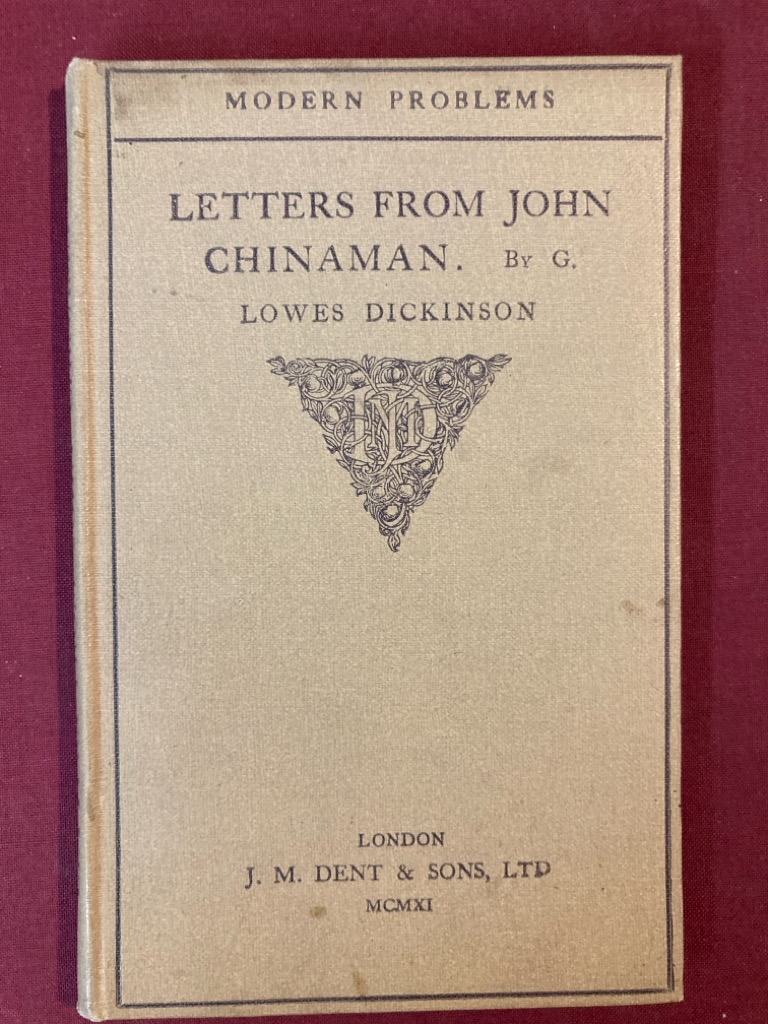 MODERN PROBLEMS
LETTERS FROM JOHN
CHINAMAN. By G.
LOWES DICKINSON
LONDON
J. M. DENT & SONS, LTD
MCMXI